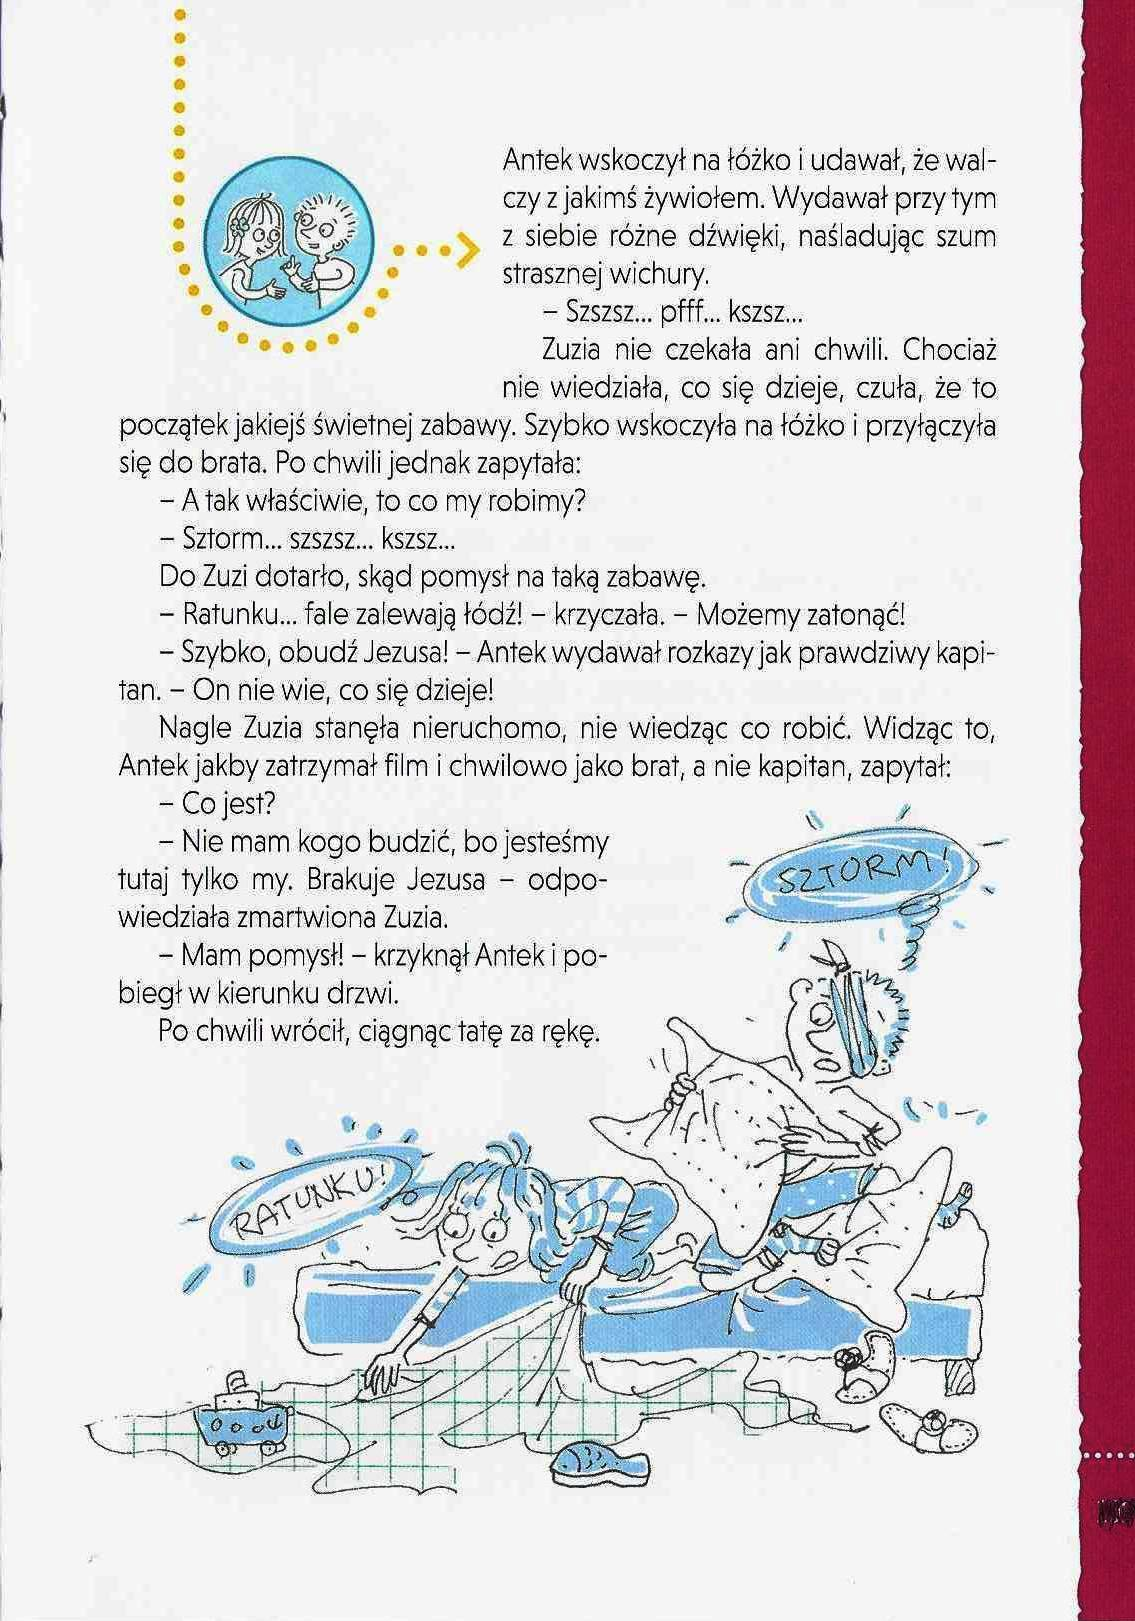 Antek wskoczył na łóżko i udawał, że wal-
czy z jakimś żywiołem. Wydawał przy tym
z siebie różne dźwięki, naśladując szum
strasznej wichury.
– Szszsz... pfff... kszsz...
Zuzia nie czekała ani chwili. Chociaż
nie wiedziała, co się dzieje, czuła, że to
początek jakiejś świetnej zabawy. Szybko wskoczyła na łóżko i przyłączyła
się do brata. Po chwili jednak zapytała:
– A tak właściwie, to co my robimy?
– Sztorm... szszsz... kszsz...
Do Zuzi dotarło, skąd pomysł na taką zabawę.
– Ratunku... fale zalewają łódź! – krzyczała. – Możemy zatonąć!
– Szybko, obudź Jezusa! – Antek wydawał rozkazy jak prawdziwy kapi-
tan. – On nie wie, co się dzieje!
Nagle Zuzia stanęła nieruchomo, nie wiedząc co robić. Widząc to,
Antek jakby zatrzymał film i chwilowo jako brat, a nie kapitan, zapytał:
– Co jest?
– Nie mam kogo budzić, bo jesteśmy
tutaj tylko my. Brakuje Jezusa – odpo-
wiedziała zmartwiona Zuzia.
– Mam pomysł! – krzyknął Antek i po-
biegł w kierunku drzwi.
Po chwili wrócił, ciągnąc tatę za rękę.
SZTORM!
RATUNKU!